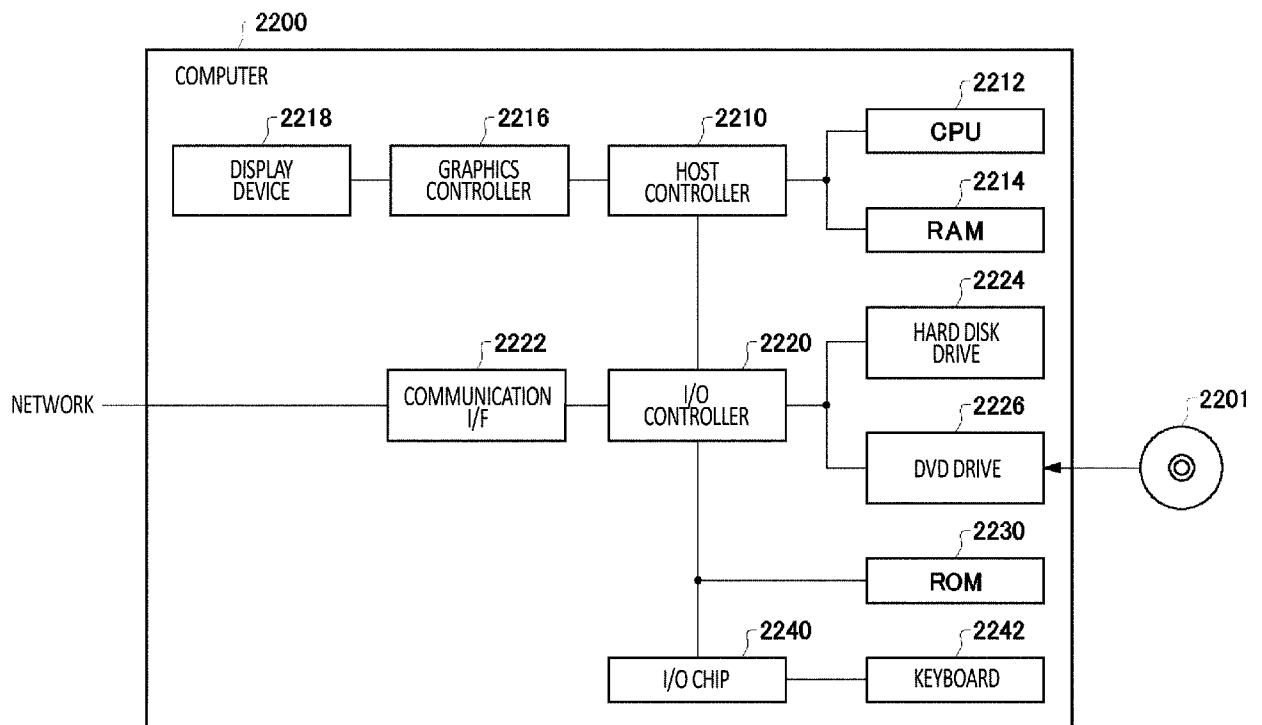 2200
COMPUTER
2218
DISPLAY
DEVICE
2216
GRAPHICS
CONTROLLER
2210
HOST
CONTROLLER
2212
CPU
2214
RAM
2224
HARD DISK
DRIVE
NETWORK
2222
COMMUNICATION
I/F
2220
I/O
CONTROLLER
2226
DVD DRIVE
2201
2230
ROM
2240
I/O CHIP
2242
KEYBOARD